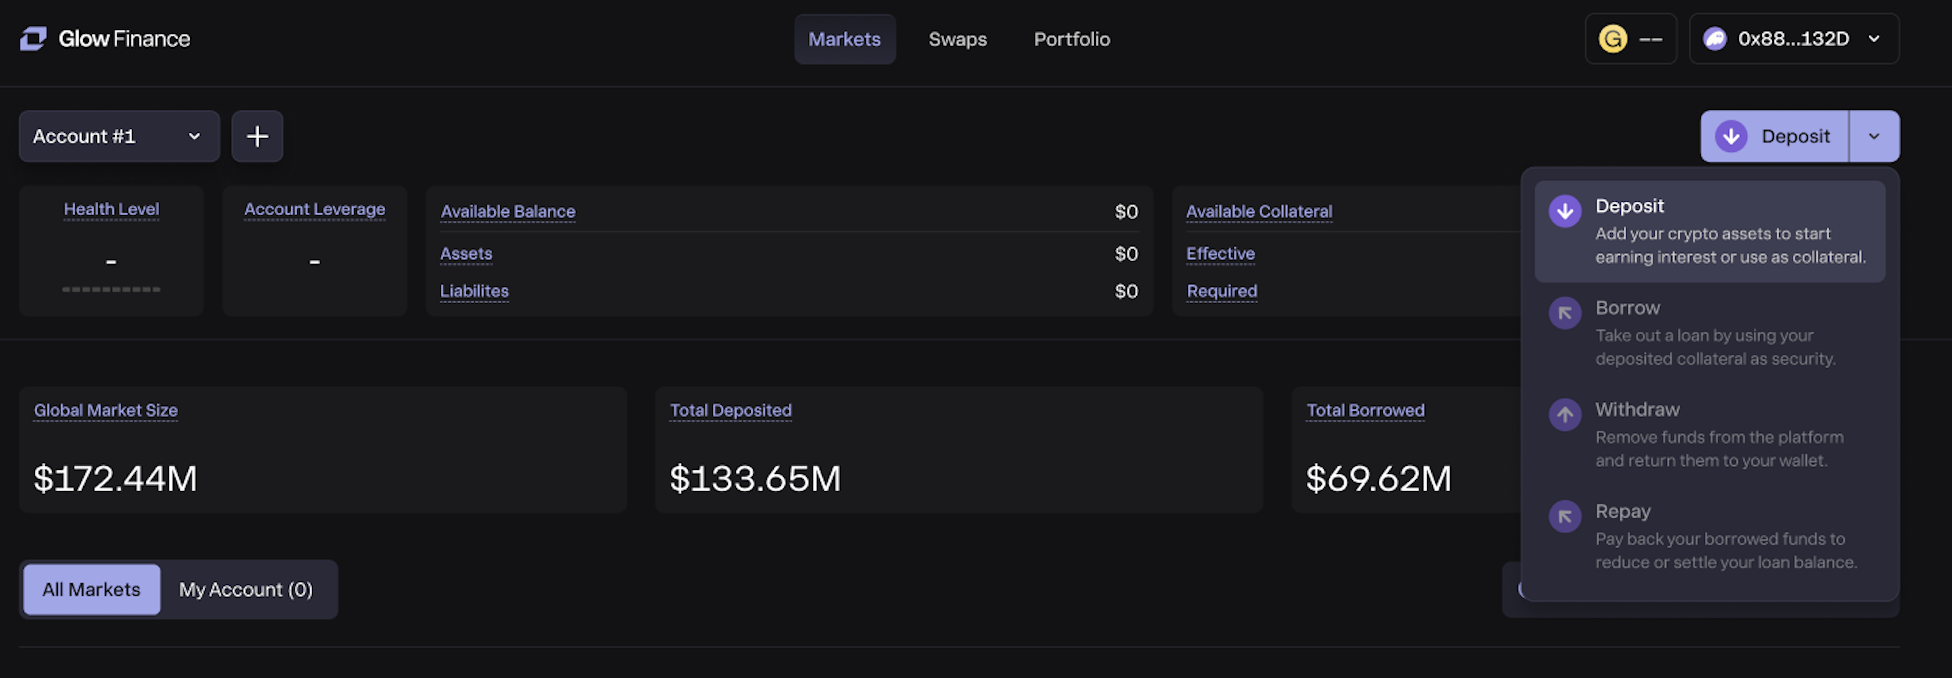 Glow Finance
Markets
Swaps
Portfolio
G --
0x88...132D
Account #1
+
Deposit
Health Level
-
Account Leverage
-
Available Balance $0
Assets $0
Liabilites $0
Available Collateral
Effective
Required
Deposit
Add your crypto assets to start
earning interest or use as collateral.
Borrow
Take out a loan by using your
deposited collateral as security.
Withdraw
Remove funds from the platform
and return them to your wallet.
Repay
Pay back your borrowed funds to
reduce or settle your loan balance.
Global Market Size
$172.44M
Total Deposited
$133.65M
Total Borrowed
$69.62M
All Markets
My Account (0)